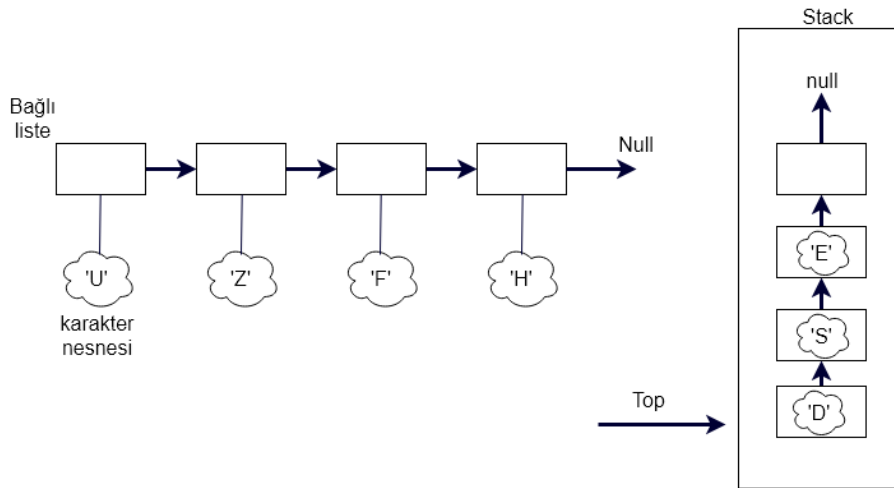 Stack
null
Bağlı
liste
Null
'U'
'Z'
'F'
'H'
karakter
nesnesi
'E'
'S'
Top
'D'